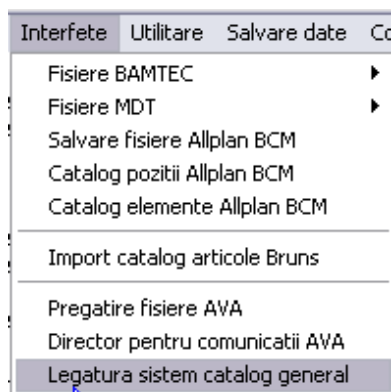 Interfete Utilitare Salvare date
Fisiere BAMTEC
Fisiere MDT
Salvare fisiere Allplan BCM
Catalog pozitii Allplan BCM
Catalog elemente Allplan BCM
Import catalog articole Bruns
Pregatire fisiere AVA
Director pentru comunicatii AVA
Legatura sistem catalog general